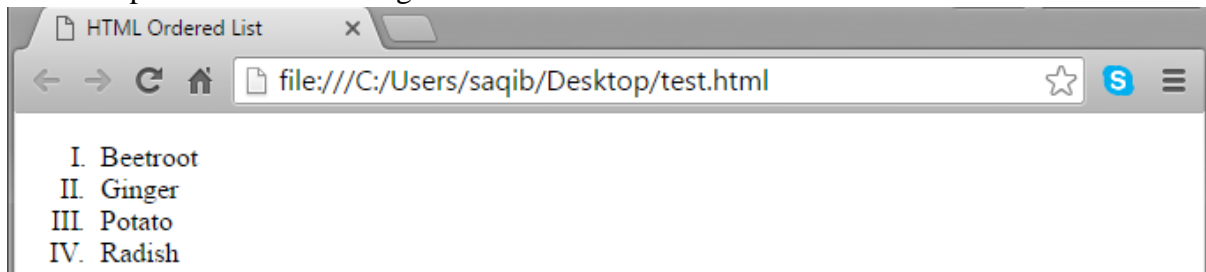 HTML Ordered List
file:///C:/Users/saqib/Desktop/test.html
S
I. Beetroot
II. Ginger
III. Potato
IV. Radish